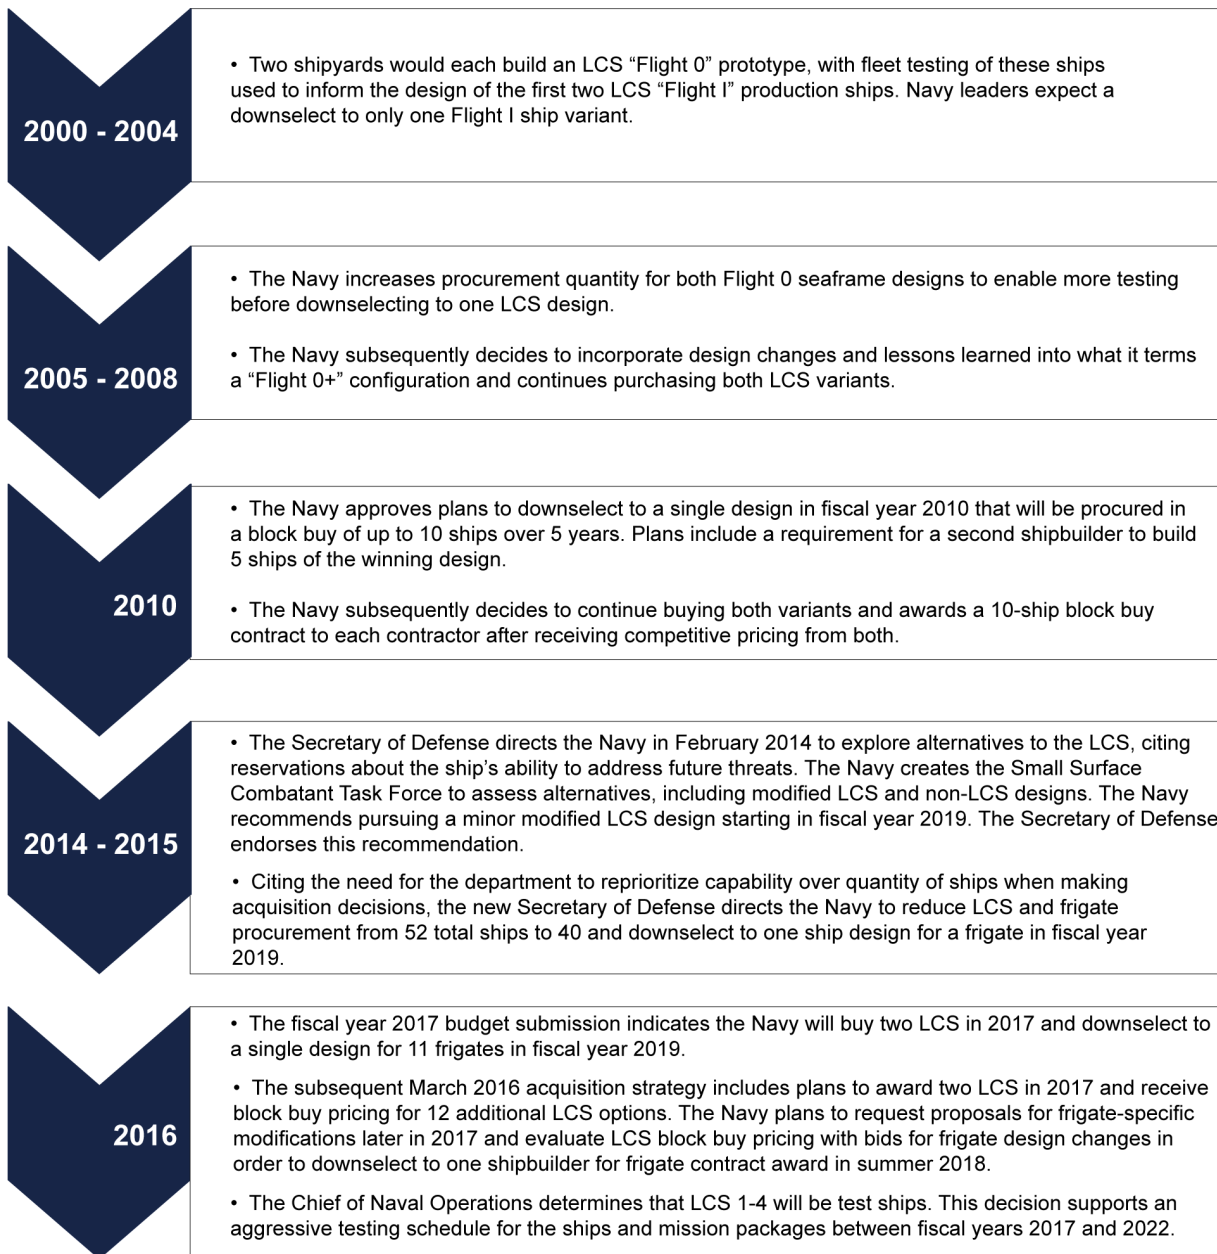 2000 - 2004
• Two shipyards would each build an LCS “Flight 0” prototype, with fleet testing of these ships
used to inform the design of the first two LCS “Flight I” production ships. Navy leaders expect a
downselect to only one Flight I ship variant.
2005 - 2008
• The Navy increases procurement quantity for both Flight 0 seaframe designs to enable more testing
before downselecting to one LCS design.
• The Navy subsequently decides to incorporate design changes and lessons learned into what it terms
a “Flight 0+” configuration and continues purchasing both LCS variants.
2010
• The Navy approves plans to downselect to a single design in fiscal year 2010 that will be procured in
a block buy of up to 10 ships over 5 years. Plans include a requirement for a second shipbuilder to build
5 ships of the winning design.
• The Navy subsequently decides to continue buying both variants and awards a 10-ship block buy
contract to each contractor after receiving competitive pricing from both.
2014 - 2015
• The Secretary of Defense directs the Navy in February 2014 to explore alternatives to the LCS, citing
reservations about the ship’s ability to address future threats. The Navy creates the Small Surface
Combatant Task Force to assess alternatives, including modified LCS and non-LCS designs. The Navy
recommends pursuing a minor modified LCS design starting in fiscal year 2019. The Secretary of Defense
endorses this recommendation.
• Citing the need for the department to reprioritize capability over quantity of ships when making
acquisition decisions, the new Secretary of Defense directs the Navy to reduce LCS and frigate
procurement from 52 total ships to 40 and downselect to one ship design for a frigate in fiscal year
2019.
2016
• The fiscal year 2017 budget submission indicates the Navy will buy two LCS in 2017 and downselect to
a single design for 11 frigates in fiscal year 2019.
• The subsequent March 2016 acquisition strategy includes plans to award two LCS in 2017 and receive
block buy pricing for 12 additional LCS options. The Navy plans to request proposals for frigate-specific
modifications later in 2017 and evaluate LCS block buy pricing with bids for frigate design changes in
order to downselect to one shipbuilder for frigate contract award in summer 2018.
• The Chief of Naval Operations determines that LCS 1-4 will be test ships. This decision supports an
aggressive testing schedule for the ships and mission packages between fiscal years 2017 and 2022.